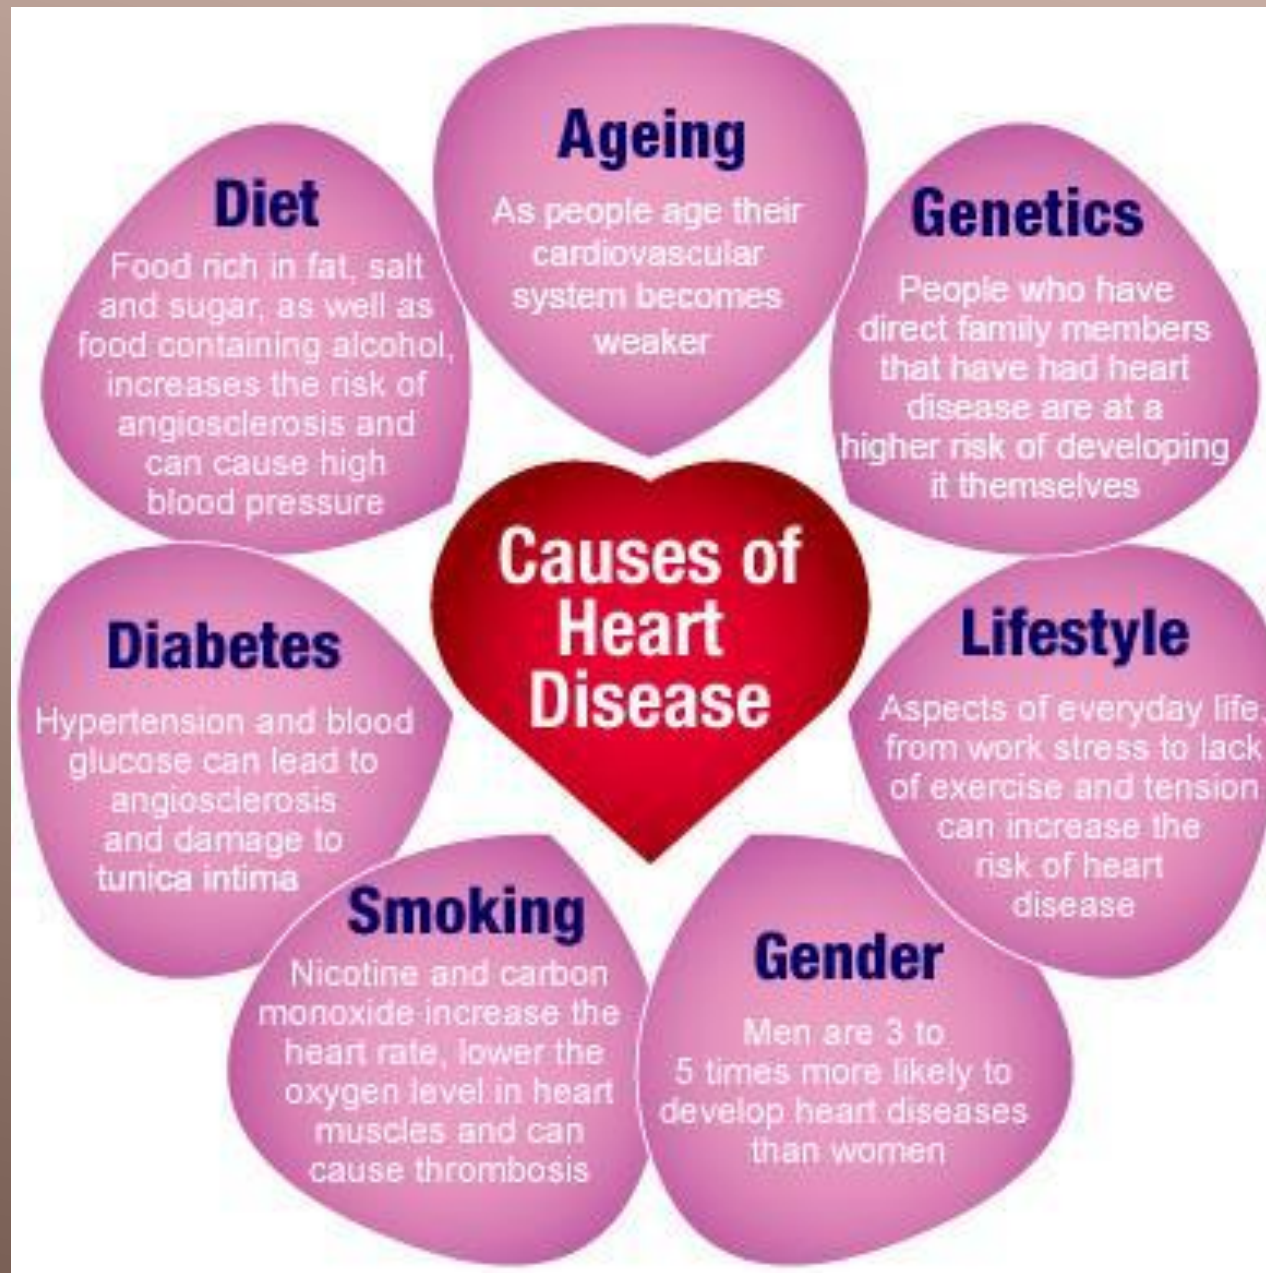 Causes of
Heart
Disease
Ageing
As people age their
cardiovascular
system becomes
weaker
Genetics
People who have
direct family members
that have had heart
disease are at a
higher risk of developing
it themselves
Lifestyle
Aspects of everyday life,
from work stress to lack
of exercise and tension
can increase the
risk of heart
disease
Gender
Men are 3 to
5 times more likely to
develop heart diseases
than women
Smoking
Nicotine and carbon
monoxide increase the
heart rate, lower the
oxygen level in heart
muscles and can
cause thrombosis
Diabetes
Hypertension and blood
glucose can lead to
angiosclerosis
and damage to
tunica intima
Diet
Food rich in fat, salt
and sugar, as well as
food containing alcohol,
increases the risk of
angiosclerosis and
can cause high
blood pressure